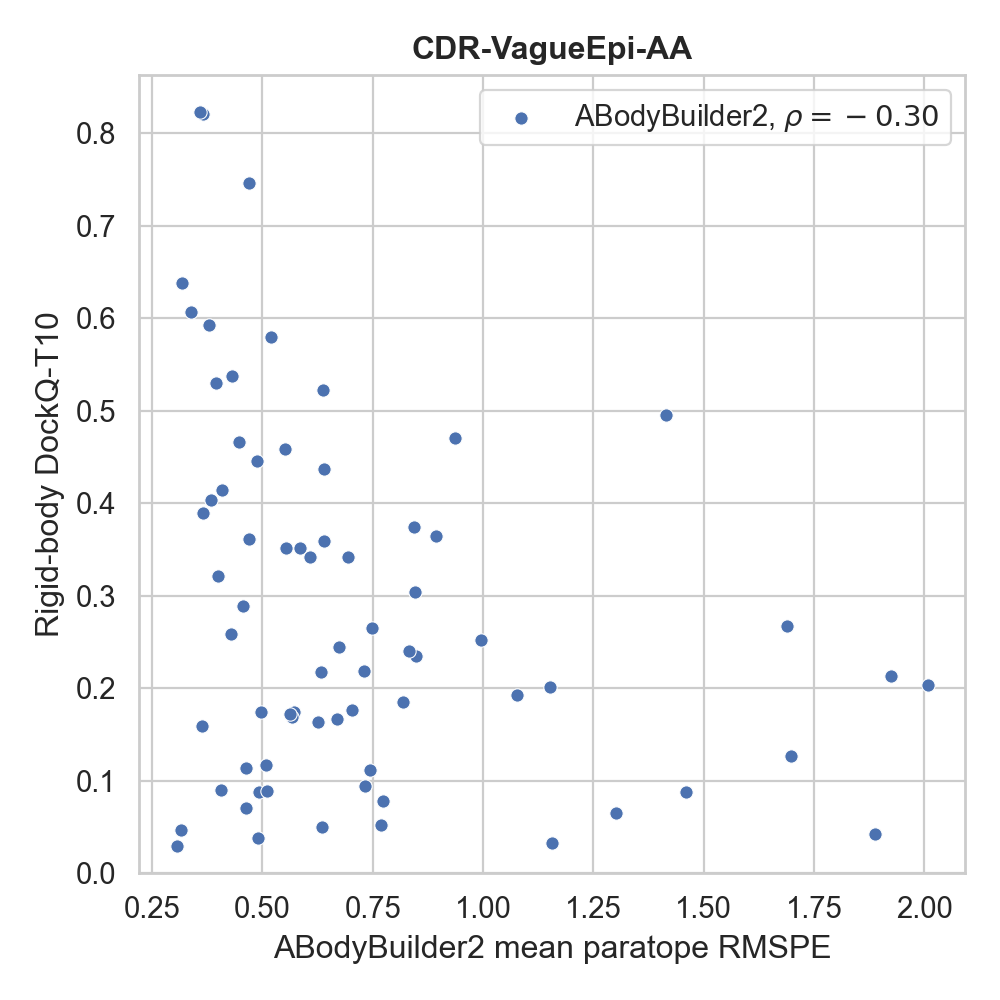 CDR-VagueEpi-AA
ABodyBuilder2, ρ = − 0.30
Rigid-body DockQ-T10
0.8
0.7
0.6
0.5
0.4
0.3
0.2
0.1
0.0
0.25 0.50 0.75 1.00 1.25 1.50 1.75 2.00
ABodyBuilder2 mean paratope RMSPE